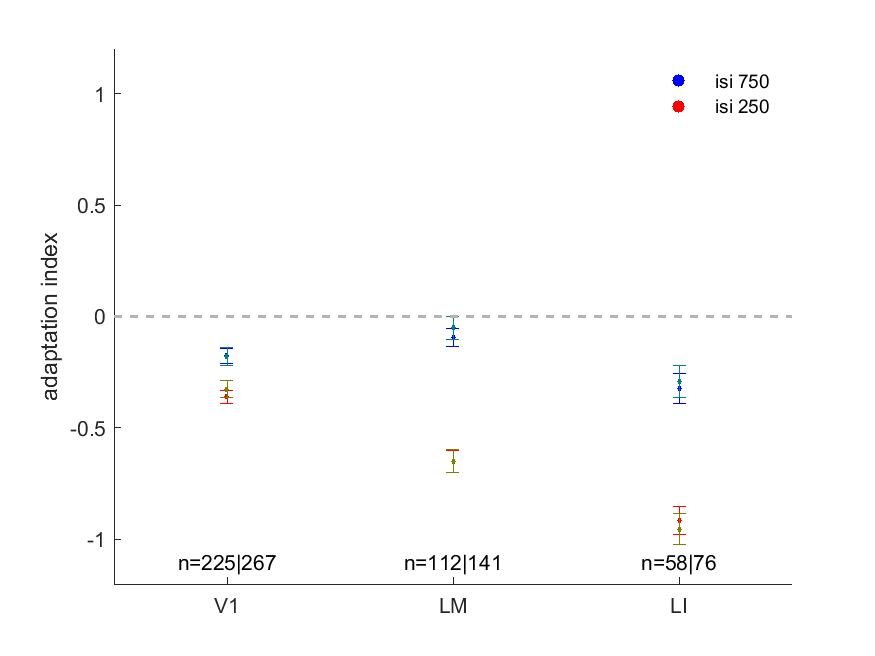 isi 750
isi 250
1
0.5
0
-0.5
-1
adaptation index
n=225|267
n=112|141
n=58|76
V1
LM
LI